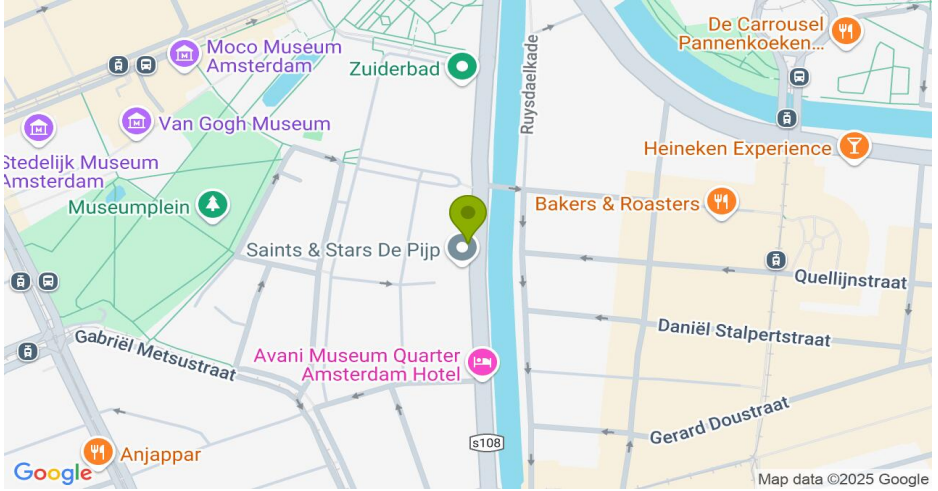 De Carrousel
Pannenkoeken...
Moco Museum
Amsterdam
Zuiderbad
Ruysdaelkade
Van Gogh Museum
Heineken Experience
Stedelijk Museum
Amsterdam
Museumplein
Bakers & Roasters
Saints & Stars De Pijp
Quellijnstraat
Daniël Stalpertstraat
Gabriël Metsustraat
Avani Museum Quarter
Amsterdam Hotel
Gerard Doustraat
s108
Anjappar
Google
Map data ©2025 Google